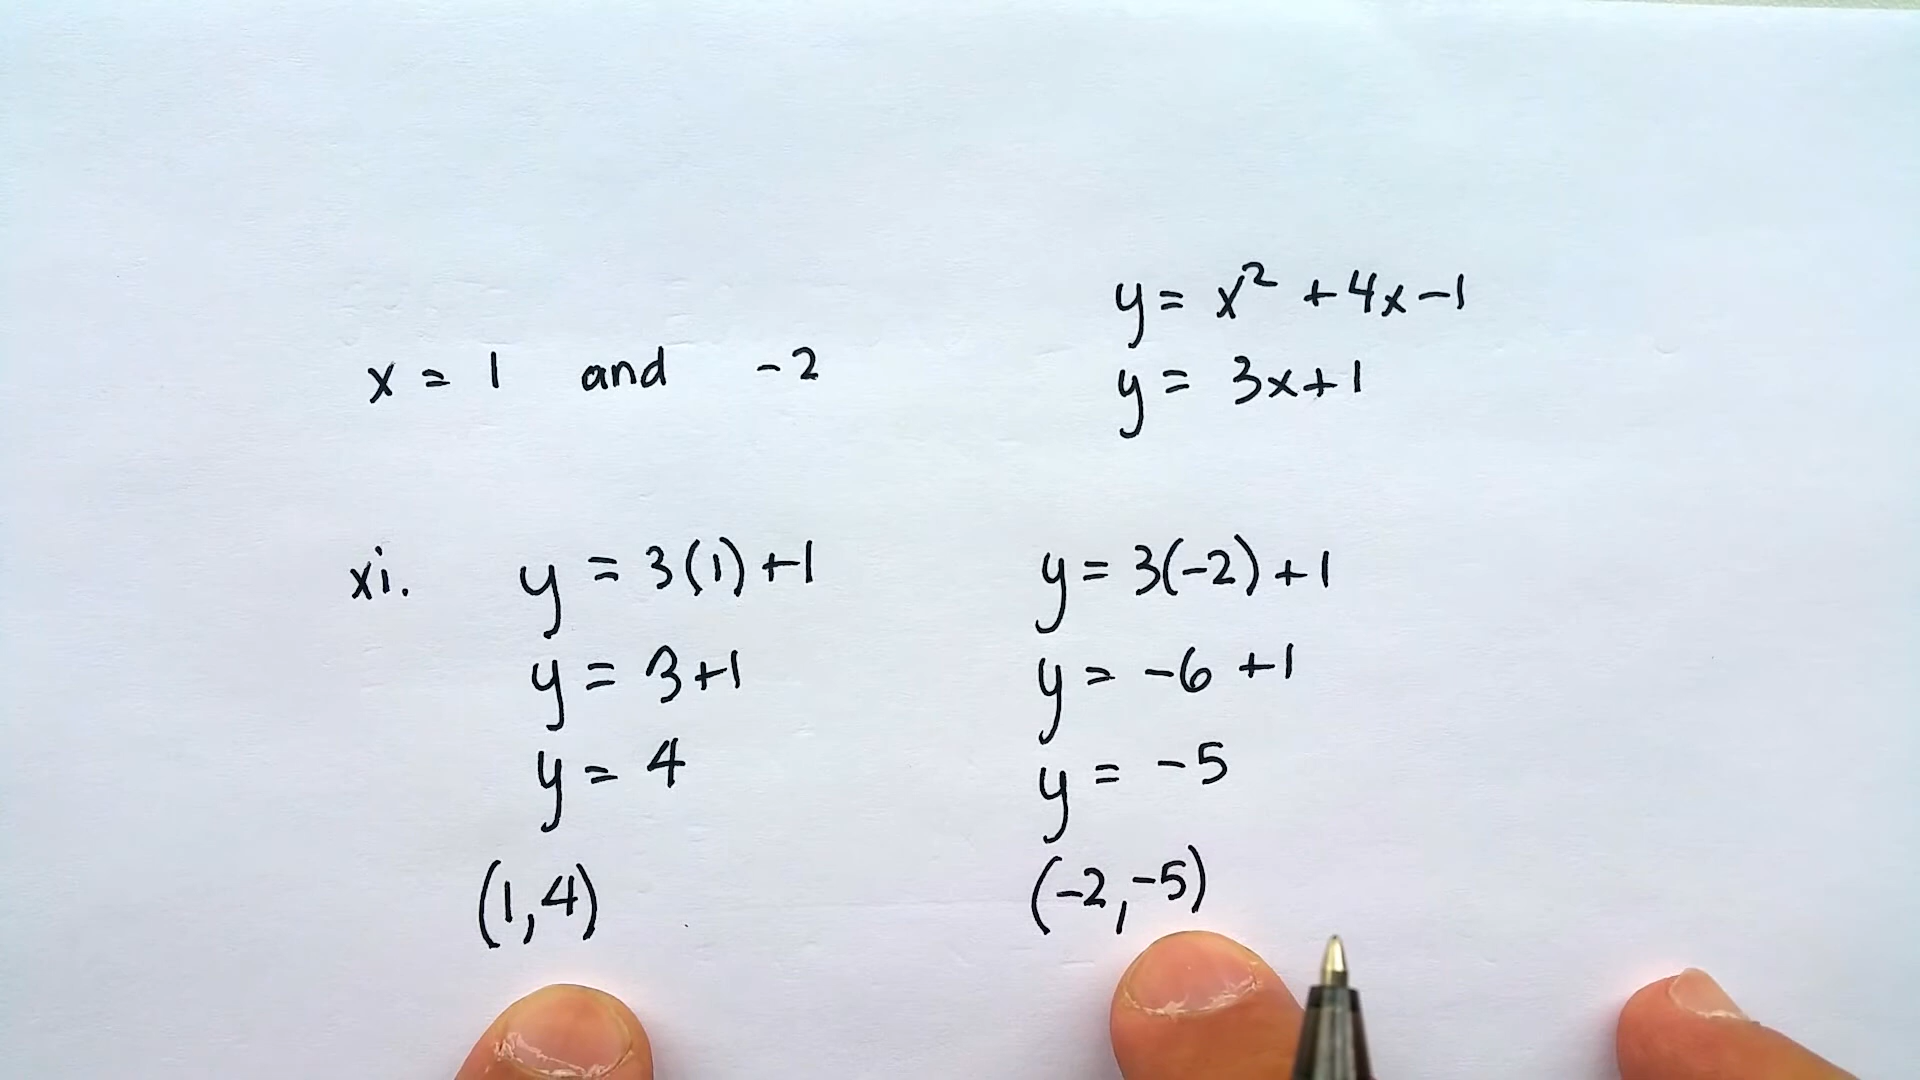 y = x² + 4x - 1
x = 1 and -2
y = 3x + 1
xi. y = 3(1) + 1
y = 3(-2) + 1
y = 3 + 1
y = -6 + 1
y = 4
y = -5
(1,4)
(-2,-5)